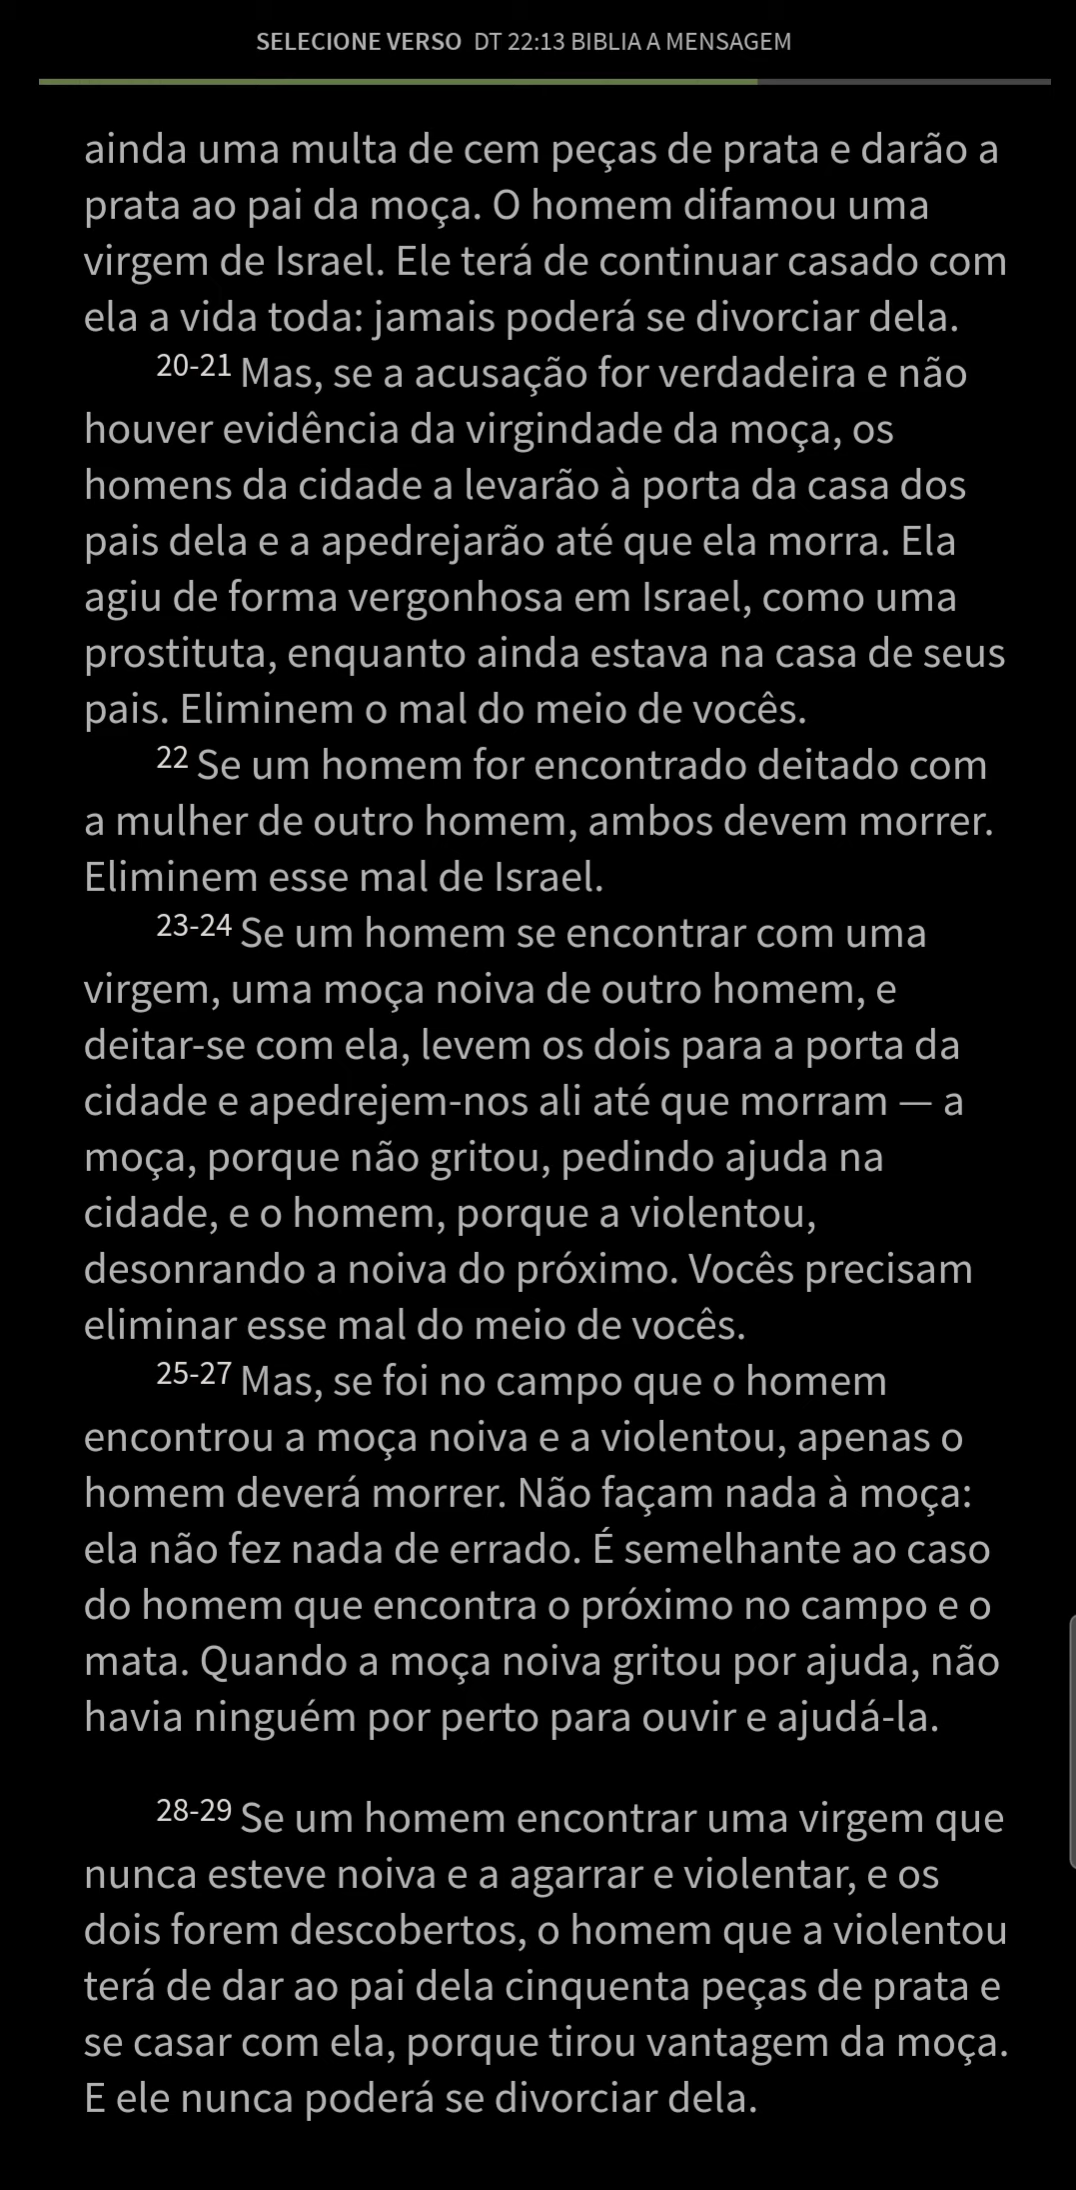 SELECIONE VERSO DT 22:13 BIBLIA A MENSAGEM
ainda uma multa de cem peças de prata e darão a
prata ao pai da moça. O homem difamou uma
virgem de Israel. Ele terá de continuar casado com
ela a vida toda: jamais poderá se divorciar dela.
20-21 Mas, se a acusação for verdadeira e não
houver evidência da virgindade da moça, os
homens da cidade a levarão à porta da casa dos
pais dela e a apedrejarão até que ela morra. Ela
agiu de forma vergonhosa em Israel, como uma
prostituta, enquanto ainda estava na casa de seus
pais. Eliminem o mal do meio de vocês.
22 Se um homem for encontrado deitado com
a mulher de outro homem, ambos devem morrer.
Eliminem esse mal de Israel.
23-24 Se um homem se encontrar com uma
virgem, uma moça noiva de outro homem, e
deitar-se com ela, levem os dois para a porta da
cidade e apedrejem-nos ali até que morram — a
moça, porque não gritou, pedindo ajuda na
cidade, e o homem, porque a violentou,
desonrando a noiva do próximo. Vocês precisam
eliminar esse mal do meio de vocês.
25-27 Mas, se foi no campo que o homem
encontrou a moça noiva e a violentou, apenas o
homem deverá morrer. Não façam nada à moça:
ela não fez nada de errado. É semelhante ao caso
do homem que encontra o próximo no campo e o
mata. Quando a moça noiva gritou por ajuda, não
havia ninguém por perto para ouvir e ajudá-la.
28-29 Se um homem encontrar uma virgem que
nunca esteve noiva e a agarrar e violentar, e os
dois forem descobertos, o homem que a violentou
terá de dar ao pai dela cinquenta peças de prata e
se casar com ela, porque tirou vantagem da moça.
E ele nunca poderá se divorciar dela.